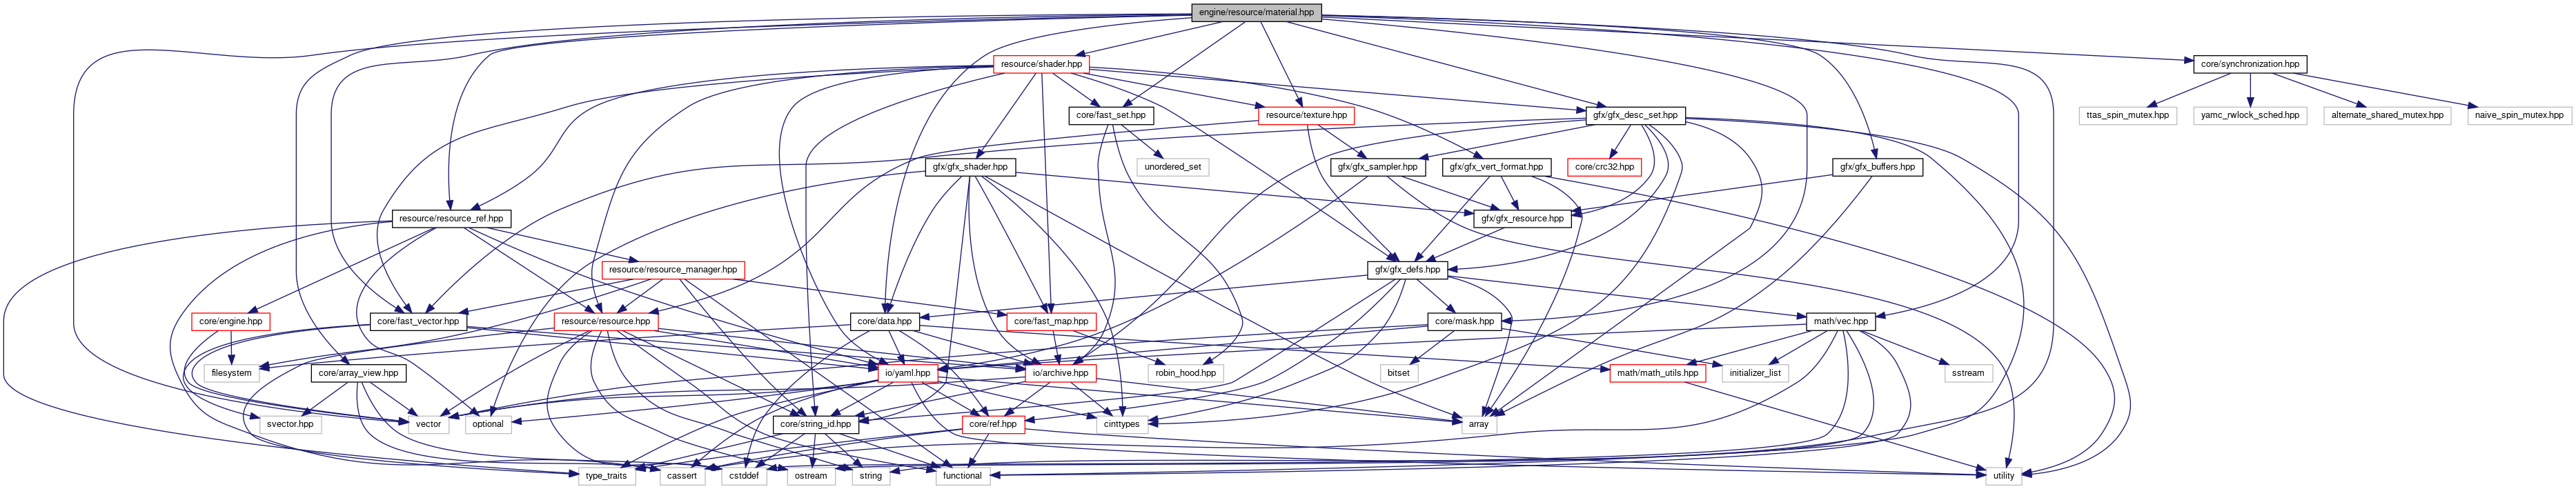 engine/resource/material.hpp
resource/shader.hpp
core/synchronization.hpp
core/fast_set.hpp
resource/texture.hpp
gfx/gfx_desc_set.hpp
ttas_spin_mutex.hpp
yamc_rwlock_sched.hpp
alternate_shared_mutex.hpp
naive_spin_mutex.hpp
gfx/gfx_shader.hpp
unordered_set
gfx/gfx_sampler.hpp
gfx/gfx_vert_format.hpp
core/crc32.hpp
gfx/gfx_buffers.hpp
resource/resource_ref.hpp
gfx/gfx_resource.hpp
resource/resource_manager.hpp
gfx/gfx_defs.hpp
core/engine.hpp
core/fast_vector.hpp
resource/resource.hpp
core/data.hpp
core/fast_map.hpp
core/mask.hpp
math/vec.hpp
filesystem
core/array_view.hpp
io/yaml.hpp
io/archive.hpp
robin_hood.hpp
bitset
math/math_utils.hpp
initializer_list
sstream
svector.hpp
vector
optional
core/string_id.hpp
core/ref.hpp
cinttypes
array
type_traits
cassert
cstddef
ostream
string
functional
utility